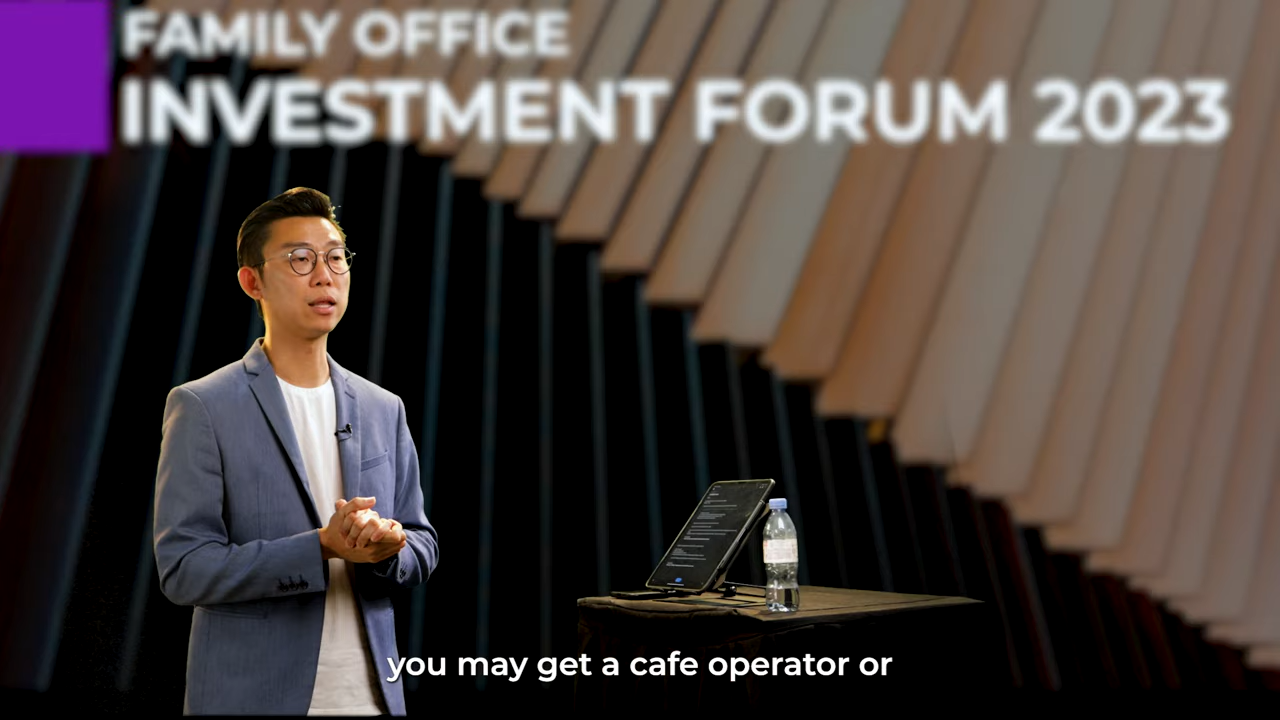 FAMILY OFFICE
INVESTMENT FORUM 2023
you may get a cafe operator or